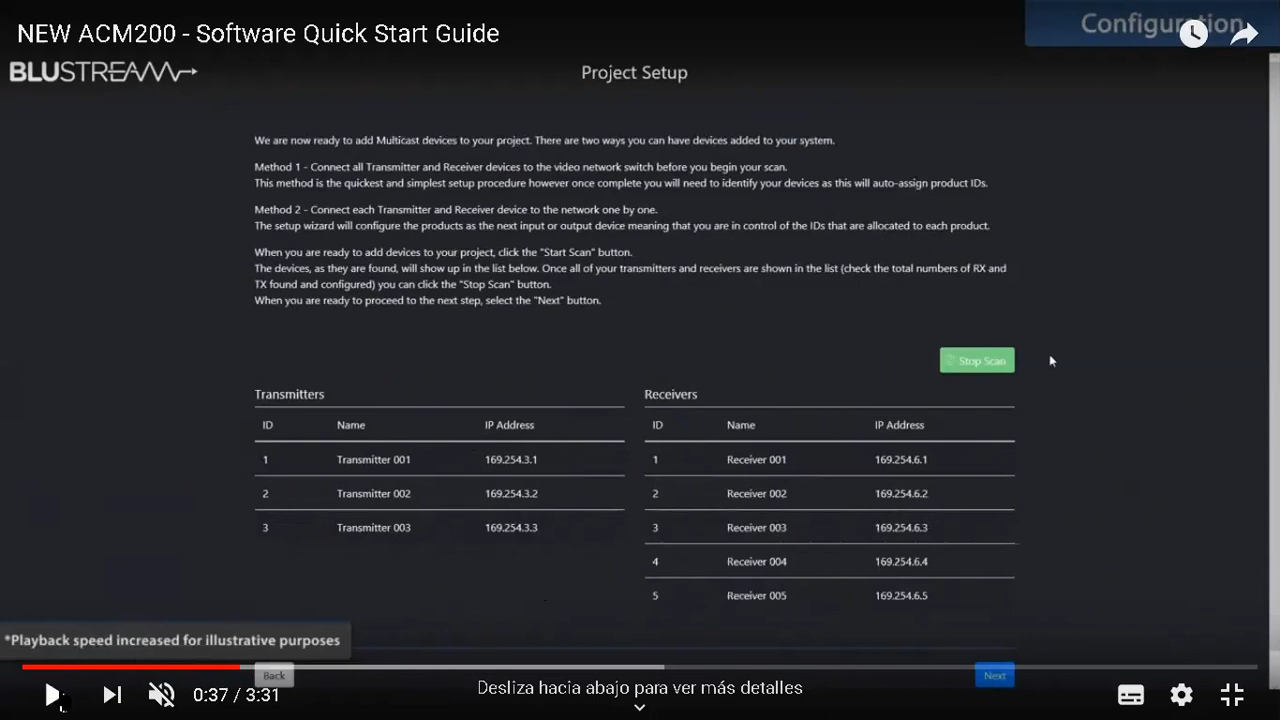 NEW ACM200 - Software Quick Start Guide
Configuration
BLUSTREAM
Project Setup
We are now ready to add Multicast devices to your project. There are two ways you can have devices added to your system.
Method 1 - Connect all Transmitter and Receiver devices to the video network switch before you begin your scan.
This method is the quickest and simplest setup procedure however once complete you will need to identify your devices as this will auto-assign product IDs.
Method 2 - Connect each Transmitter and Receiver device to the network one by one.
The setup wizard will configure the products as the next input or output device meaning that you are in control of the IDs that are allocated to each product.
When you are ready to add devices to your project, click the "Start Scan" button.
The devices, as they are found, will show up in the list below. Once all of your transmitters and receivers are shown in the list (check the total numbers of RX and
TX found and configured) you can click the "Stop Scan" button.
When you are ready to proceed to the next step, select the "Next" button.
Stop Scan
Transmitters
ID Name IP Address
1 Transmitter 001 169.254.3.1
2 Transmitter 002 169.254.3.2
3 Transmitter 003 169.254.3.3
Receivers
ID Name IP Address
1 Receiver 001 169.254.6.1
2 Receiver 002 169.254.6.2
3 Receiver 003 169.254.6.3
4 Receiver 004 169.254.6.4
5 Receiver 005 169.254.6.5
*Playback speed increased for illustrative purposes
Back
Next
0:37 / 3:31
Desliza hacia abajo para ver más detalles